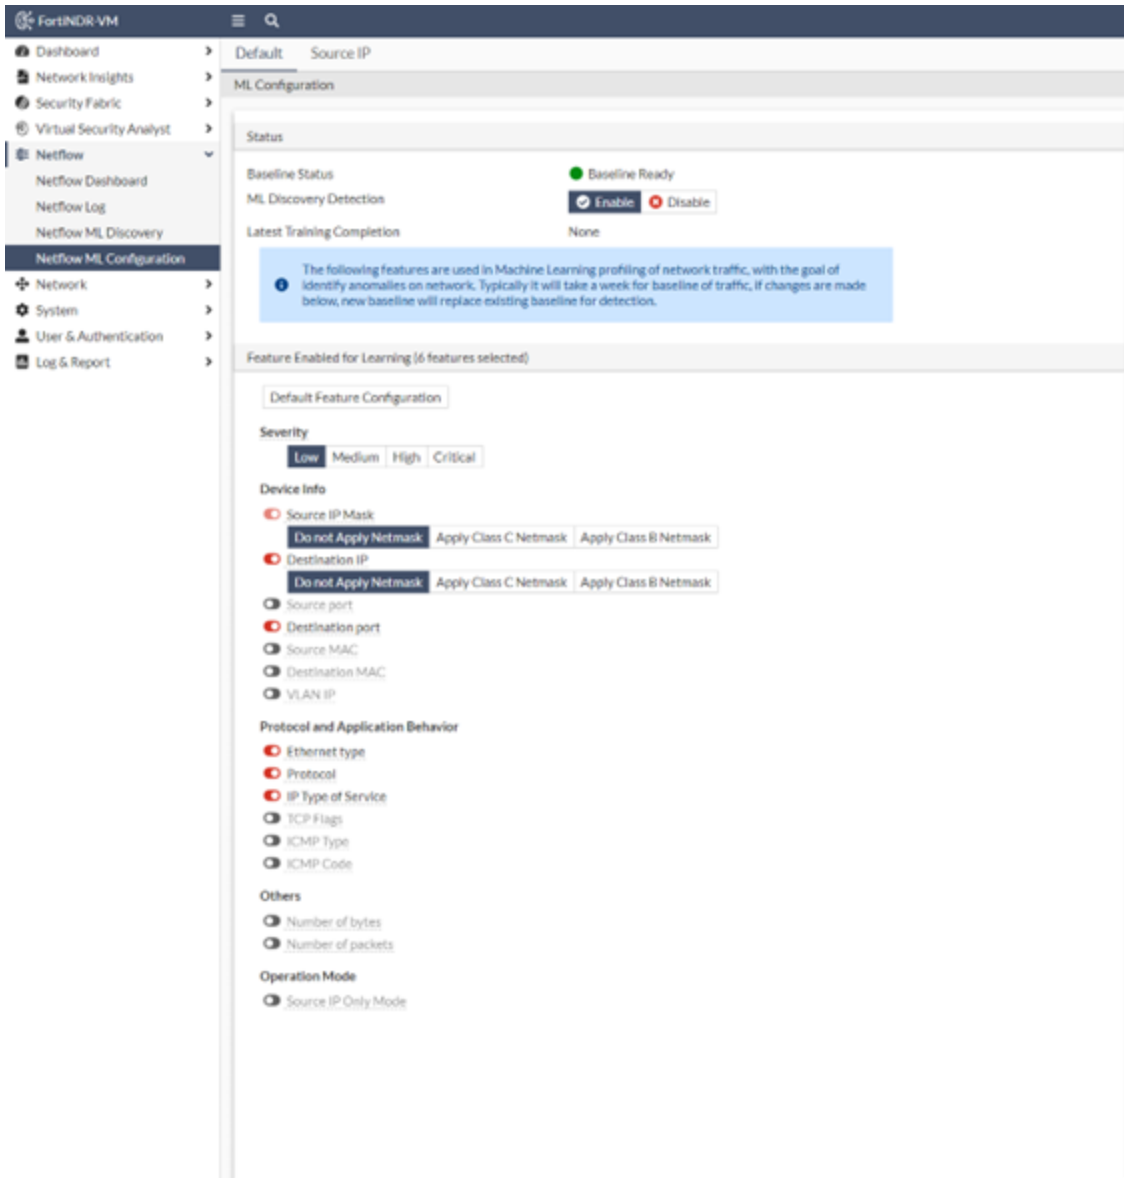 FortiNDR-VM
Dashboard
Network Insights
Security Fabric
Virtual Security Analyst
Netflow
Netflow Dashboard
Netflow Log
Netflow ML Discovery
Netflow ML Configuration
Network
System
User & Authentication
Log & Report
Default Source IP
ML Configuration
Status
Baseline Status Baseline Ready
ML Discovery Detection Enable Disable
Latest Training Completion None
The following features are used in Machine Learning profiling of network traffic, with the goal of
identify anomalies on network. Typically it will take a week for baseline of traffic, if changes are made
below, new baseline will replace existing baseline for detection.
Feature Enabled for Learning (6 features selected)
Default Feature Configuration
Severity
Low Medium High Critical
Device Info
Source IP Mask
Do not Apply Netmask Apply Class C Netmask Apply Class B Netmask
Destination IP
Do not Apply Netmask Apply Class C Netmask Apply Class B Netmask
Source port
Destination port
Source MAC
Destination MAC
VLAN IP
Protocol and Application Behavior
Ethernet type
Protocol
IP Type of Service
TCP Flags
ICMP Type
ICMP Code
Others
Number of bytes
Number of packets
Operation Mode
Source IP Only Mode